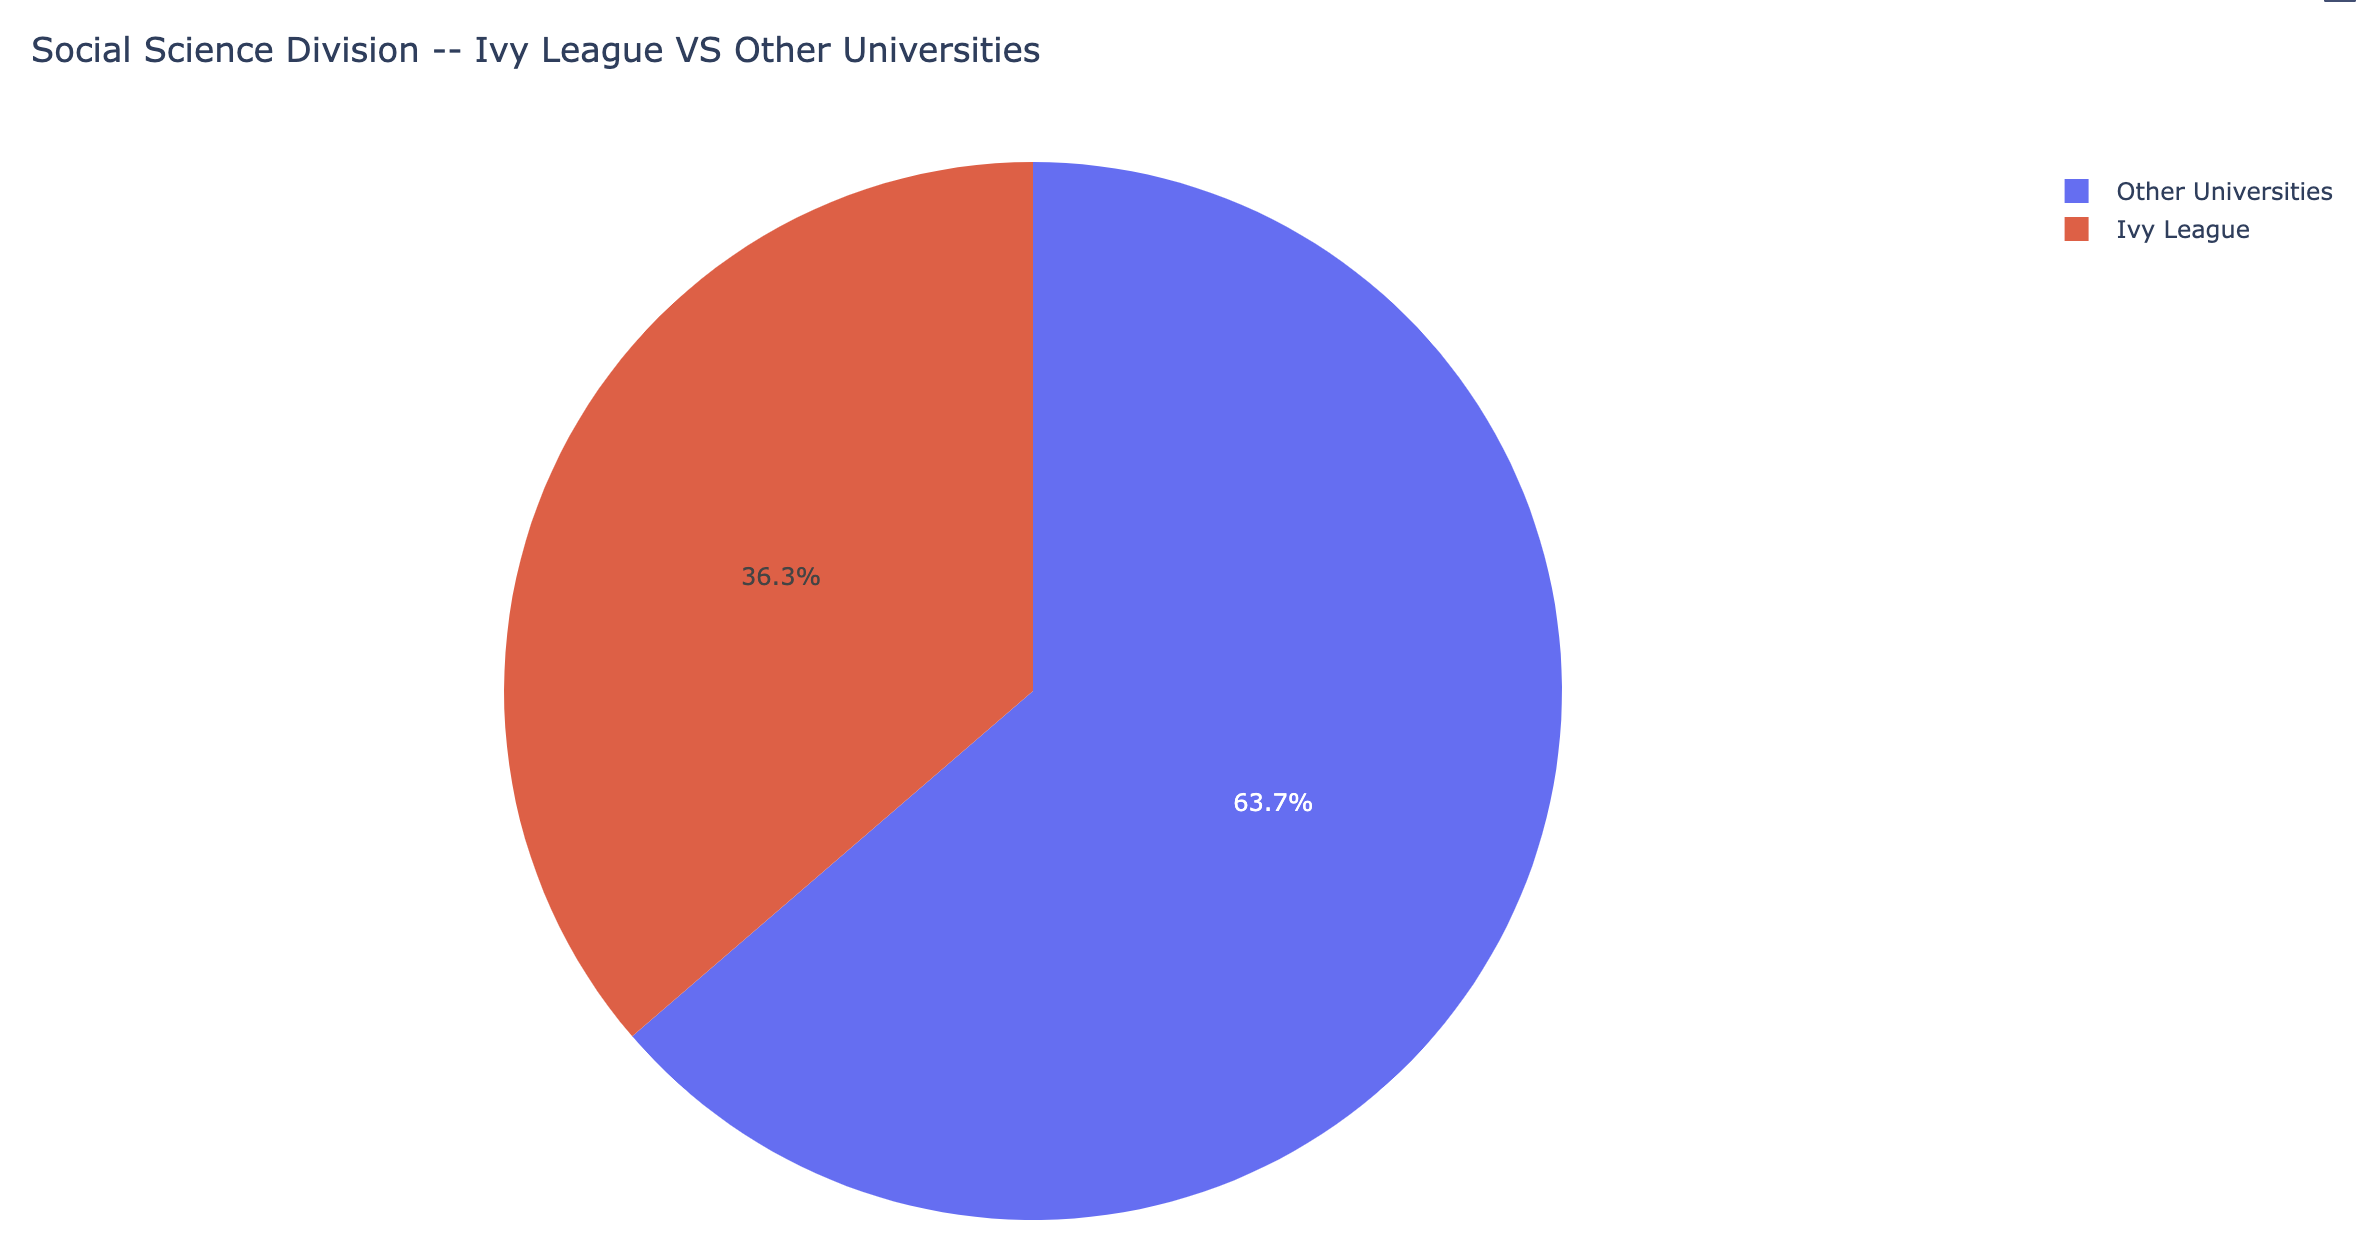 Social Science Division -- Ivy League VS Other Universities
Other Universities
Ivy League
36.3%
63.7%